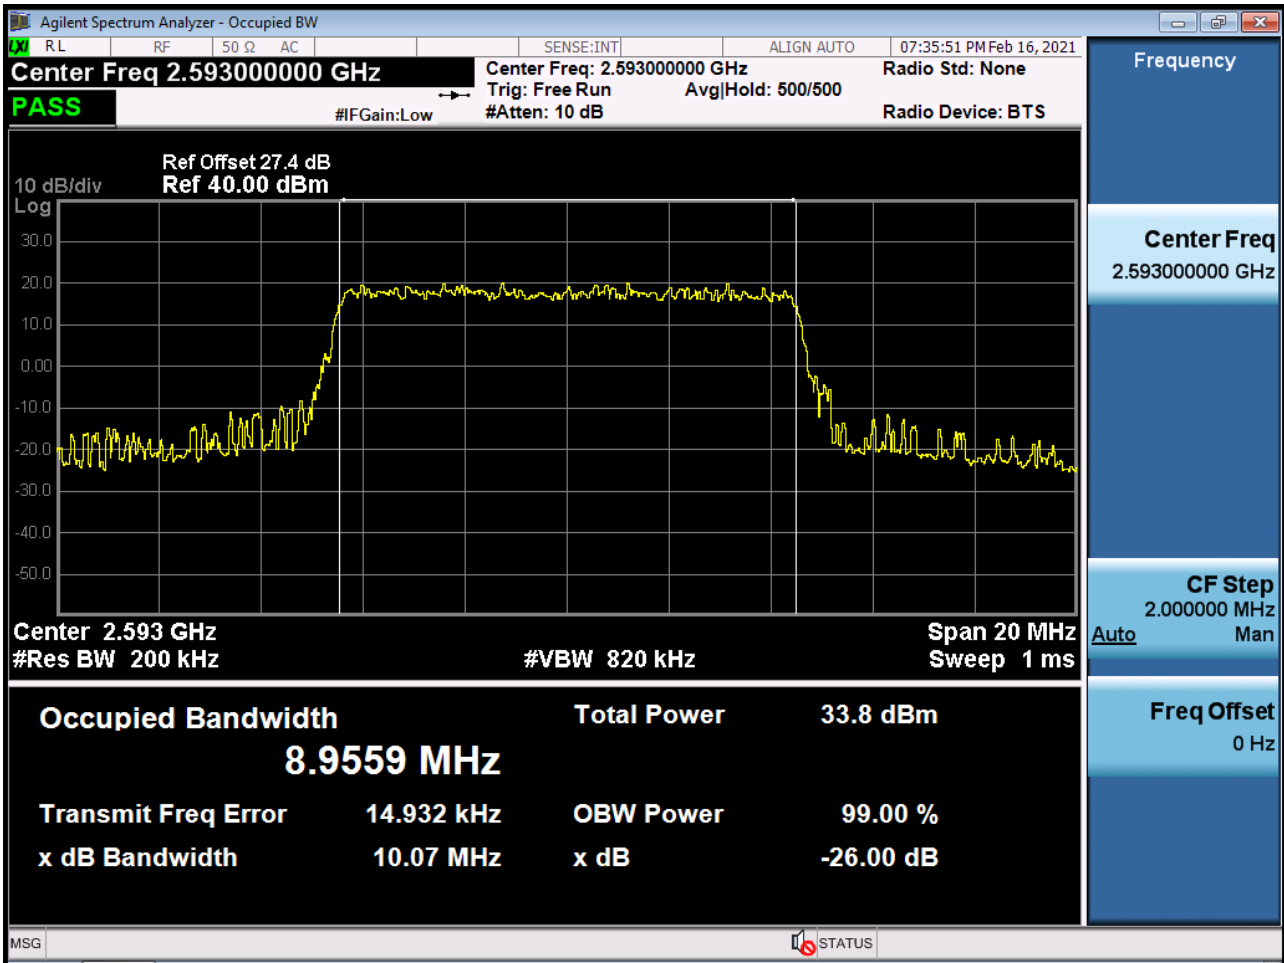 Agilent Spectrum Analyzer - Occupied BW
LXI RL RF 50 Ω AC SENSE:INT ALIGN AUTO 07:35:51 PM Feb 16, 2021
Center Freq 2.593000000 GHz
Center Freq: 2.593000000 GHz Radio Std: None
Trig: Free Run Avg|Hold: 500/500
PASS
#IFGain:Low #Atten: 10 dB Radio Device: BTS
Ref Offset 27.4 dB
10 dB/div Ref 40.00 dBm
Log
30.0
20.0
10.0
0.00
-10.0
-20.0
-30.0
-40.0
-50.0
Center 2.593 GHz Span 20 MHz
#Res BW 200 kHz #VBW 820 kHz Sweep 1 ms
Occupied Bandwidth Total Power 33.8 dBm
8.9559 MHz
Transmit Freq Error 14.932 kHz OBW Power 99.00 %
x dB Bandwidth 10.07 MHz x dB -26.00 dB
MSG STATUS
Frequency
Center Freq
2.593000000 GHz
CF Step
2.000000 MHz
Auto Man
Freq Offset
0 Hz